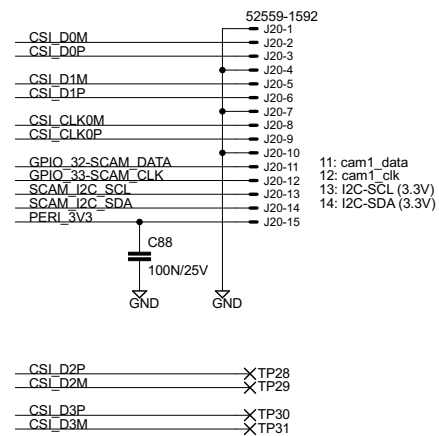 52559-1592
J20-1
CSI_D0M J20-2
CSI_D0P J20-3
J20-4
CSI_D1M J20-5
CSI_D1P J20-6
J20-7
CSI_CLK0M J20-8
CSI_CLK0P J20-9
J20-10
GPIO_32-SCAM_DATA J20-11 11: cam1_data
GPIO_33-SCAM_CLK J20-12 12: cam1_clk
SCAM_I2C_SCL J20-13 13: I2C-SCL (3.3V)
SCAM_I2C_SDA J20-14 14: I2C-SDA (3.3V)
PERI_3V3 J20-15
C88
100N/25V
GND GND
CSI_D2P TP28
CSI_D2M TP29
CSI_D3P TP30
CSI_D3M TP31